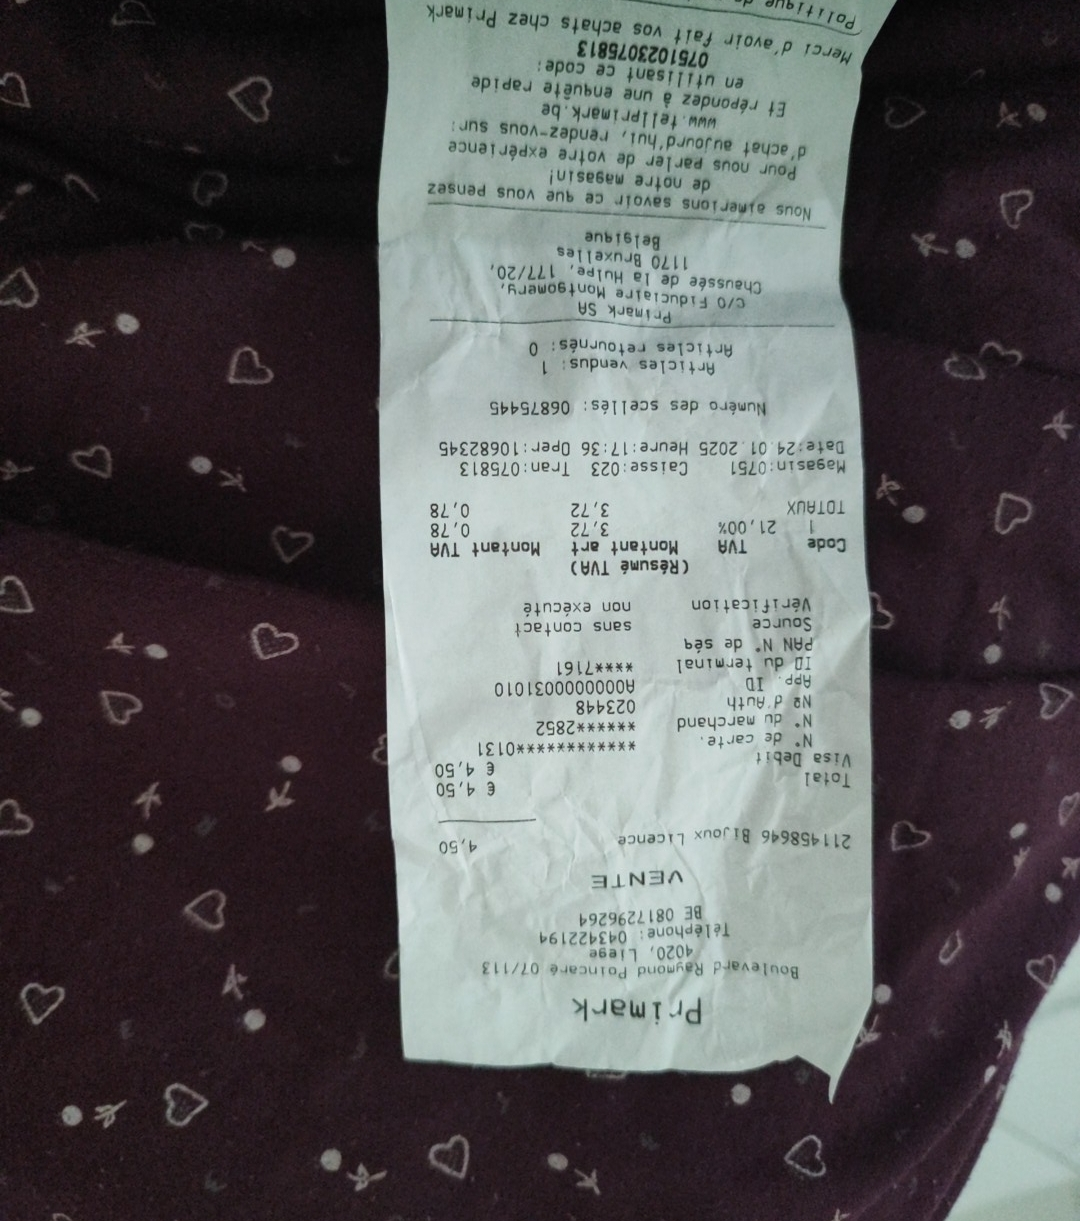 Primark
Boulevard Raymond Poincaré 07/113
4020, Liege
Téléphone: 043422194
BE 0817296264
VENTE
211458646 Bijoux Licence 4,50
Total € 4,50
Visa Debit € 4,50
N° de carte. ************0131
N° du marchand ******2852
Nº d'Auth 023448
App. ID A0000000031010
ID du terminal ****7161
PAN N° de séq
Source sans contact
Vérification non exécuté
(Résumé TVA)
Code TVA Montant art Montant TVA
1 21,00% 3,72 0,78
TOTAUX 3,72 0,78
Magasin:0751 Caisse:023 Tran:075813
Date:24.01.2025 Heure:17:36 Oper:10682345
Numéro des scellés: 06875445
Articles vendus: 1
Articles retournés: 0
Primark SA
c/o Fiduciaire Montgomery,
Chaussée de la Hulpe, 177/20,
1170 Bruxelles
Belgique
Nous aimerions savoir ce que vous pensez
de notre magasin!
Pour nous parler de votre expérience
d'achat aujourd'hui, rendez-vous sur:
www.tellprimark.be
Et répondez à une enquête rapide
en utilisant ce code:
0751023075813
Merci d'avoir fait vos achats chez Primark
Politique